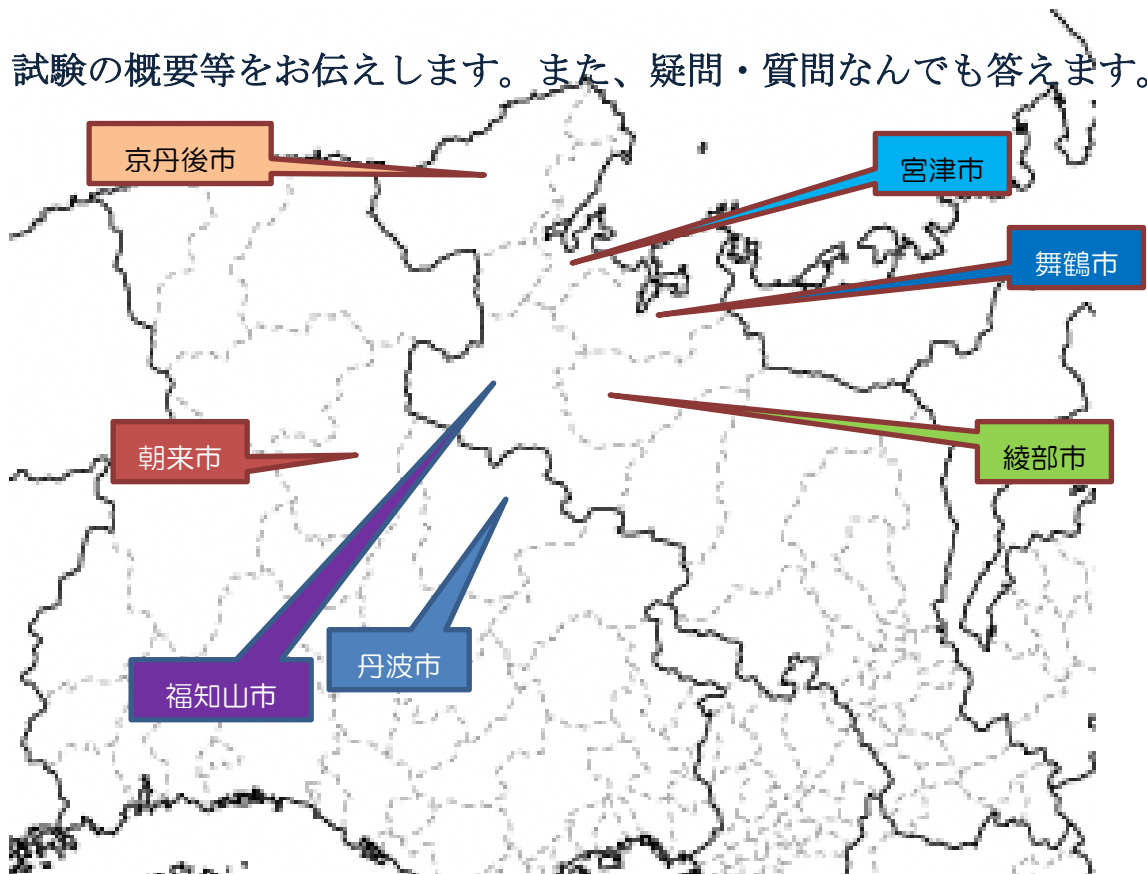 試験の概要等をお伝えします。また、疑問・質問なんでも答えます。
京丹後市
宮津市
舞鶴市
朝来市
綾部市
丹波市
福知山市